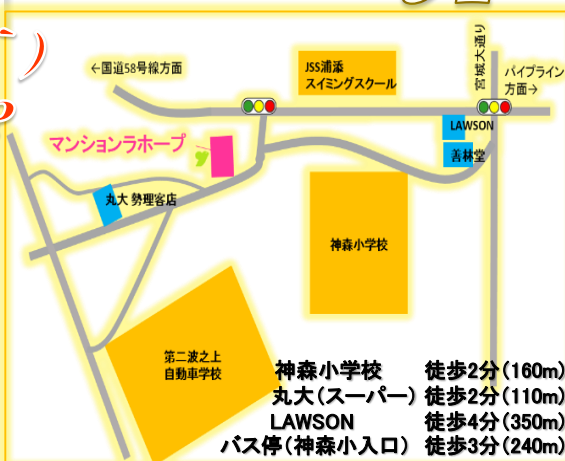 ←国道58号線方面
JSS浦添
スイミングスクール
宮城大通り
パイプライン
方面→
LAWSON
善林堂
マンションラホープ
丸大 勢理客店
神森小学校
第二波之上
自動車学校
神森小学校 徒歩2分(160m)
丸大(スーパー) 徒歩2分(110m)
LAWSON 徒歩4分(350m)
バス停(神森小入口) 徒歩3分(240m)